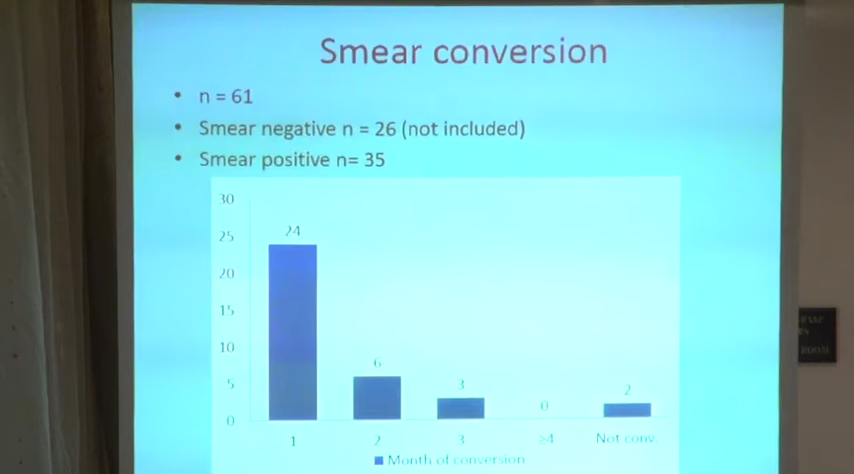 Smear conversion
• n = 61
• Smear negative n = 26 (not included)
• Smear positive n= 35
30
25
20
15
10
5
0
24
6
3
0
2
1 2 3 ≥4 Not conv.
Month of conversion
ROOM